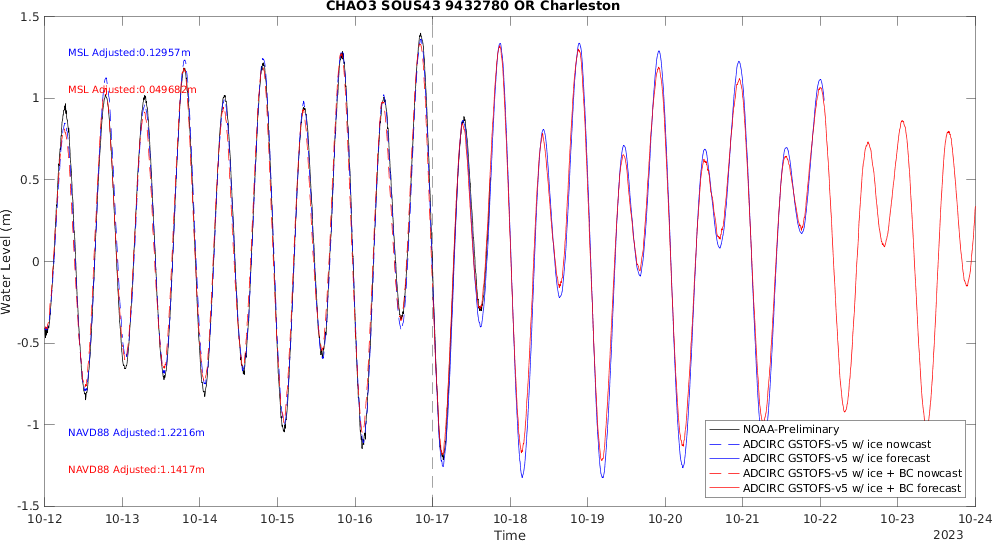 CHAO3 SOUS43 9432780 OR Charleston
1.5
1
0.5
0
-0.5
-1
-1.5
Water Level (m)
MSL Adjusted:0.12957m
MSL Adjusted:0.049682m
NAVD88 Adjusted:1.2216m
NAVD88 Adjusted:1.1417m
NOAA-Preliminary
ADCIRC GSTOFS-v5 w/ ice nowcast
ADCIRC GSTOFS-v5 w/ ice forecast
ADCIRC GSTOFS-v5 w/ ice + BC nowcast
ADCIRC GSTOFS-v5 w/ ice + BC forecast
10-12 10-13 10-14 10-15 10-16 10-17 10-18 10-19 10-20 10-21 10-22 10-23 10-24
Time
2023